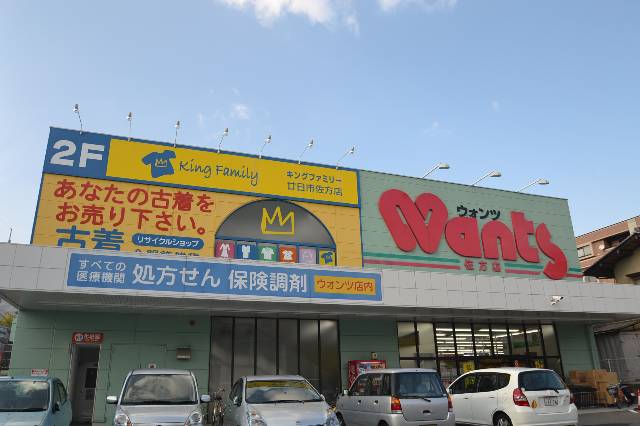 2F
King Family
キングファミリー
廿日市佐方店
あなたの古着を
お売り下さい。
古着
リサイクルショップ
ウォンツ
Wants
佐方店
すべての
医療機関
処方せん 保険調剤
ウォンツ店内